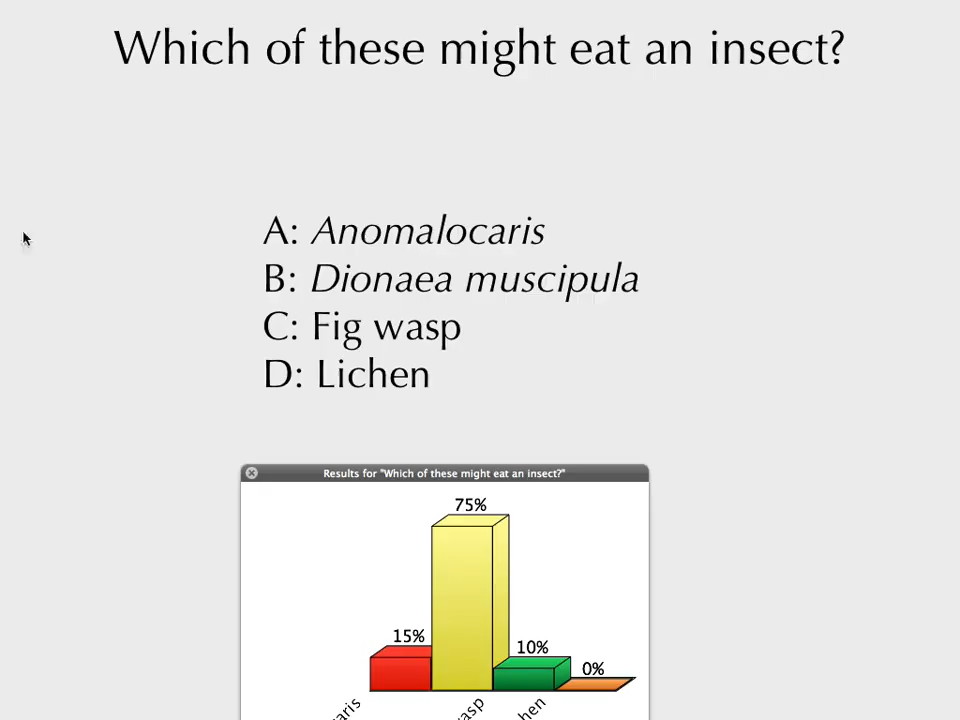 Which of these might eat an insect?
A: Anomalocaris
B: Dionaea muscipula
C: Fig wasp
D: Lichen
Results for "Which of these might eat an insect?"
75%
15%
10%
0%